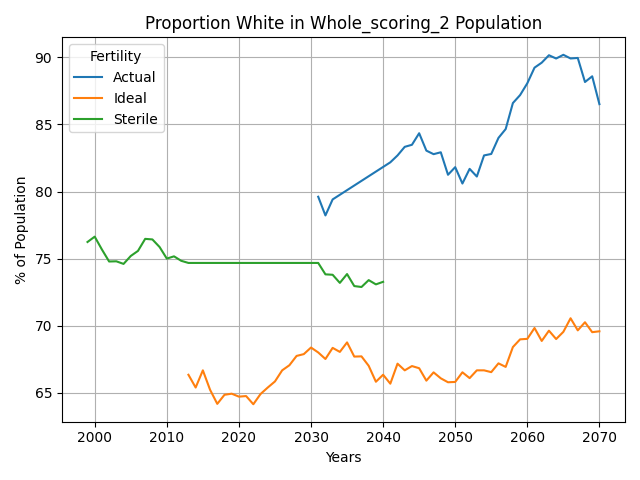 Proportion White in Whole_scoring_2 Population
Fertility
Actual
Ideal
Sterile
% of Population
90
85
80
75
70
65
2000
2010
2020
2030
2040
2050
2060
2070
Years